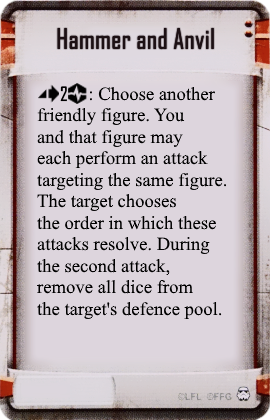 Hammer and Anvil
2: Choose another
friendly figure. You
and that figure may
each perform an attack
targeting the same figure.
The target chooses
the order in which these
attacks resolve. During
the second attack,
remove all dice from
the target's defence pool.
©LFL ©FFG